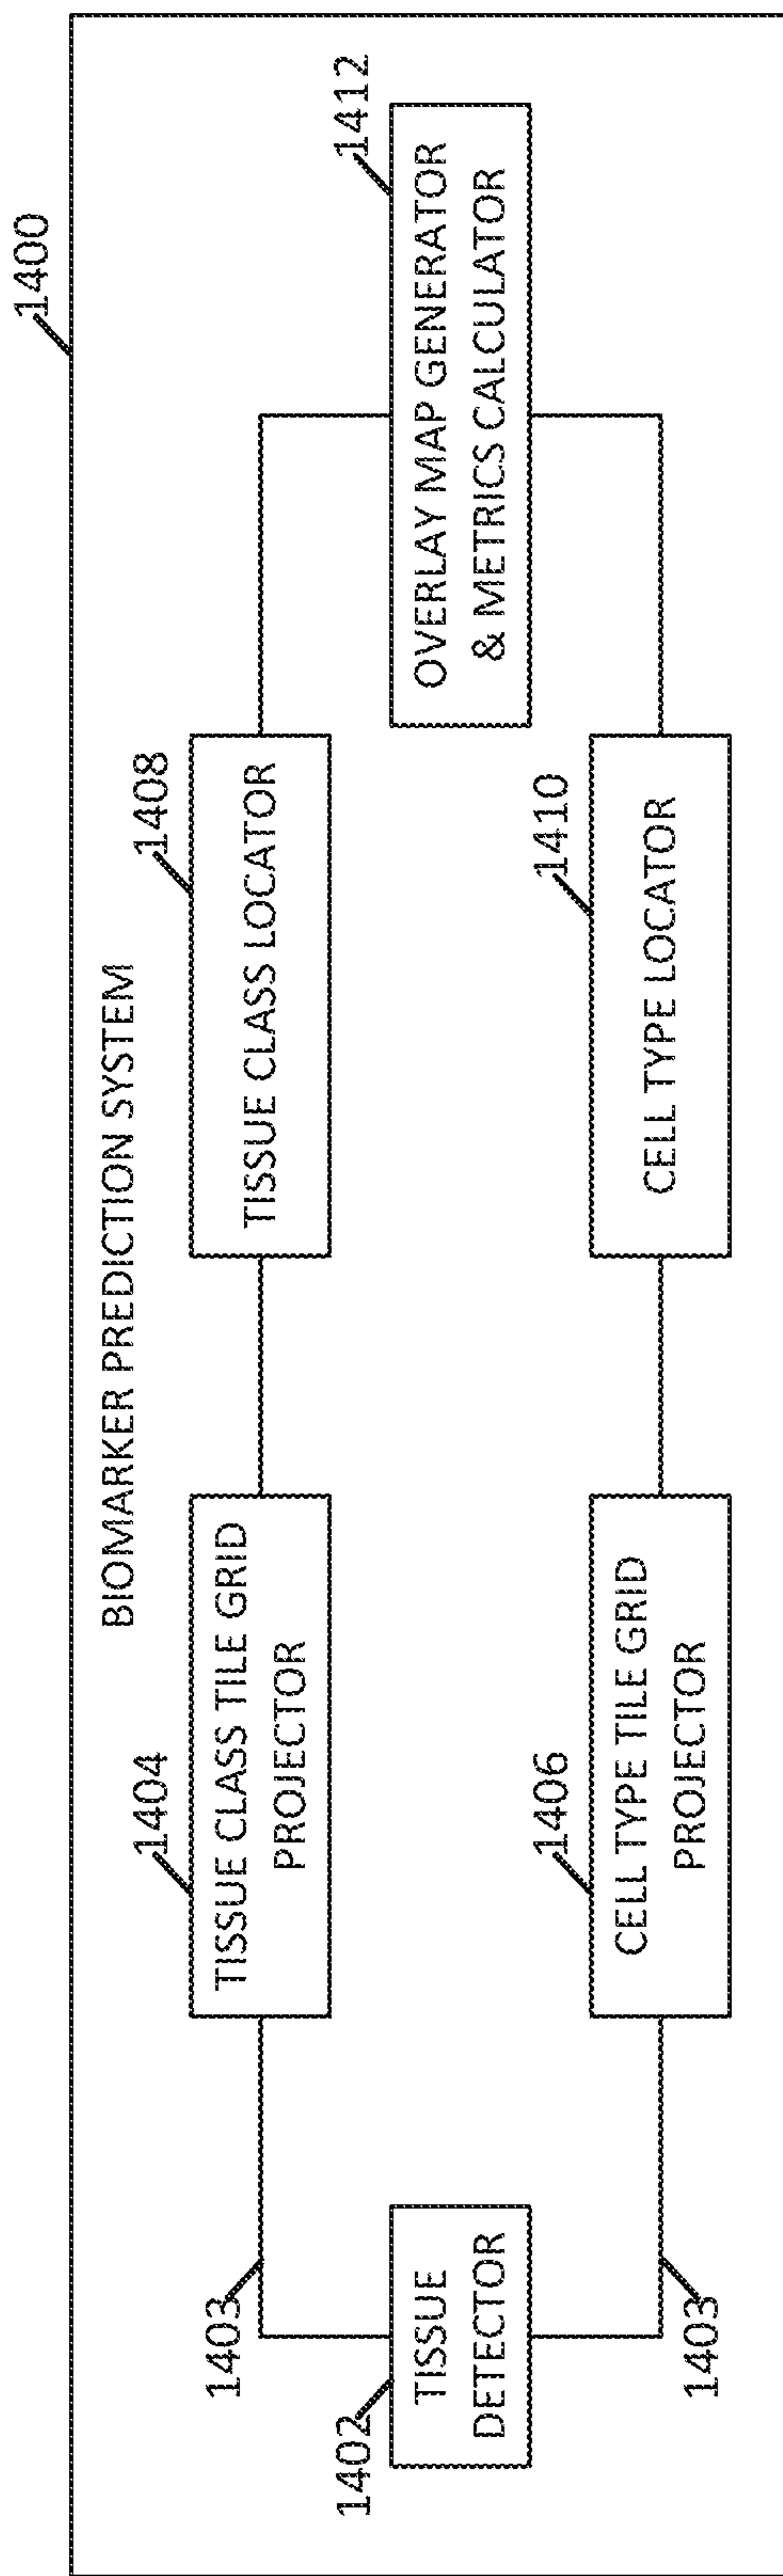 1400
BIOMARKER PREDICTION SYSTEM
1404
TISSUE CLASS TILE GRID
PROJECTOR
1408
TISSUE CLASS LOCATOR
1403
1402
TISSUE
DETECTOR
1412
OVERLAY MAP GENERATOR
& METRICS CALCULATOR
1403
1406
CELL TYPE TILE GRID
PROJECTOR
1410
CELL TYPE LOCATOR